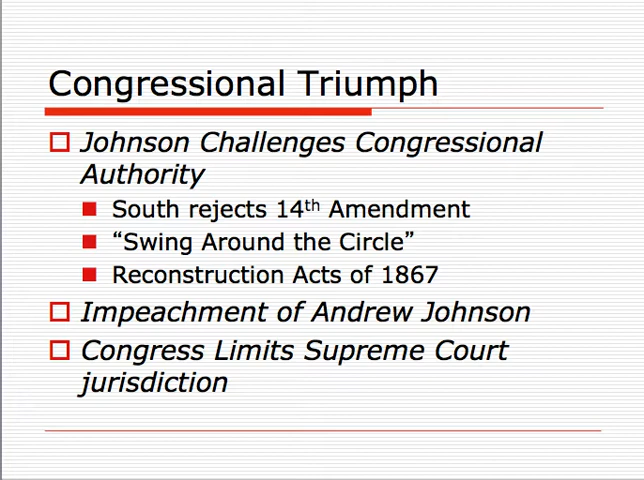 Congressional Triumph
Johnson Challenges Congressional
Authority
South rejects 14th Amendment
“Swing Around the Circle”
Reconstruction Acts of 1867
Impeachment of Andrew Johnson
Congress Limits Supreme Court
jurisdiction